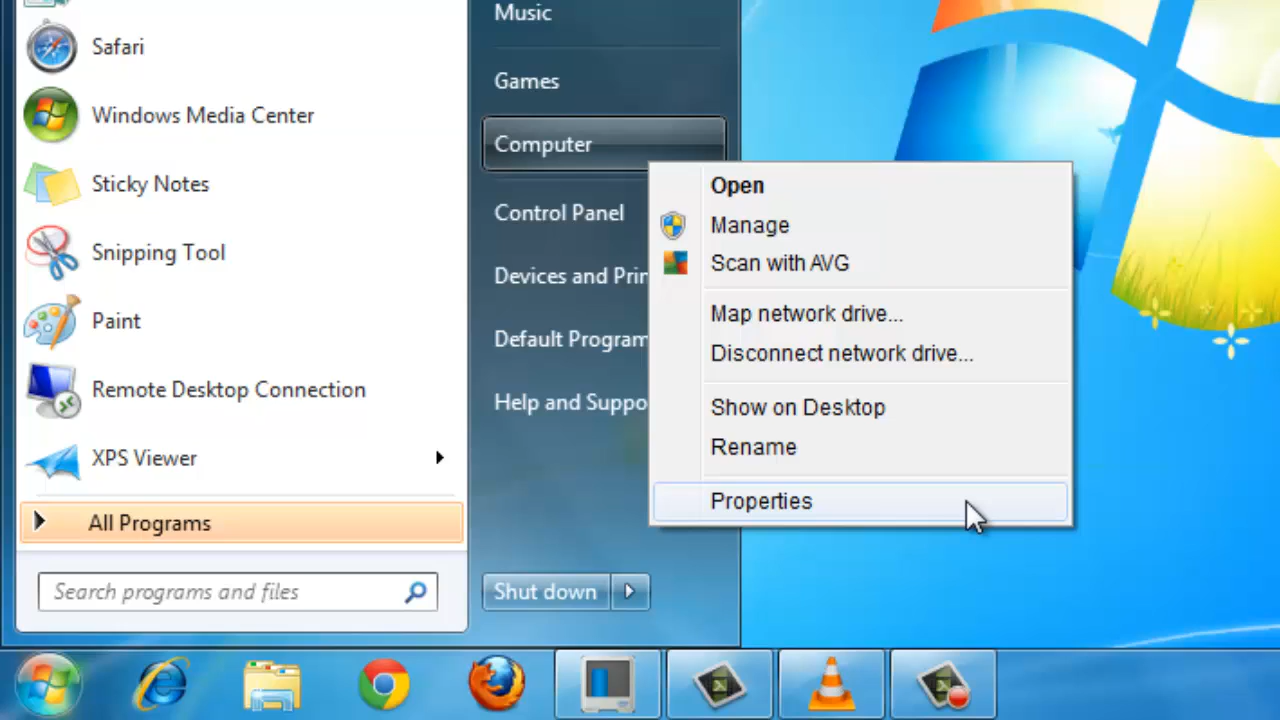 Safari
Windows Media Center
Sticky Notes
Snipping Tool
Paint
Remote Desktop Connection
XPS Viewer
All Programs
Search programs and files
Music
Games
Computer
Control Panel
Devices and Prin
Default Program
Help and Suppo
Shut down
Open
Manage
Scan with AVG
Map network drive...
Disconnect network drive...
Show on Desktop
Rename
Properties